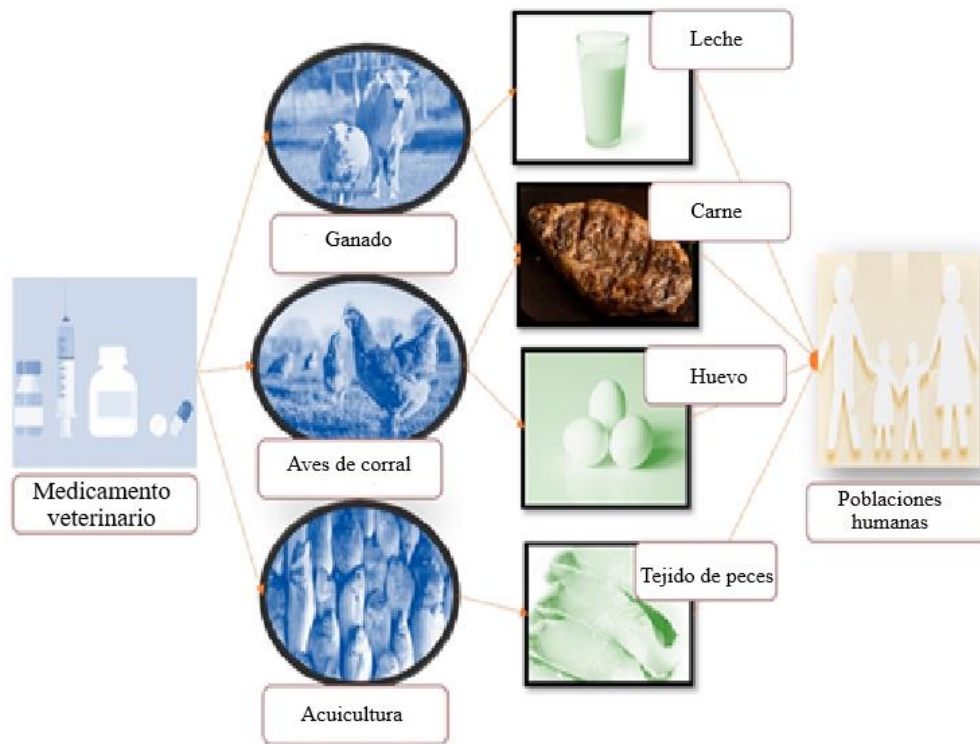 Leche
Carne
Ganado
Huevo
Aves de corral
Medicamento
veterinario
Poblaciones
humanas
Tejido de peces
Acuicultura